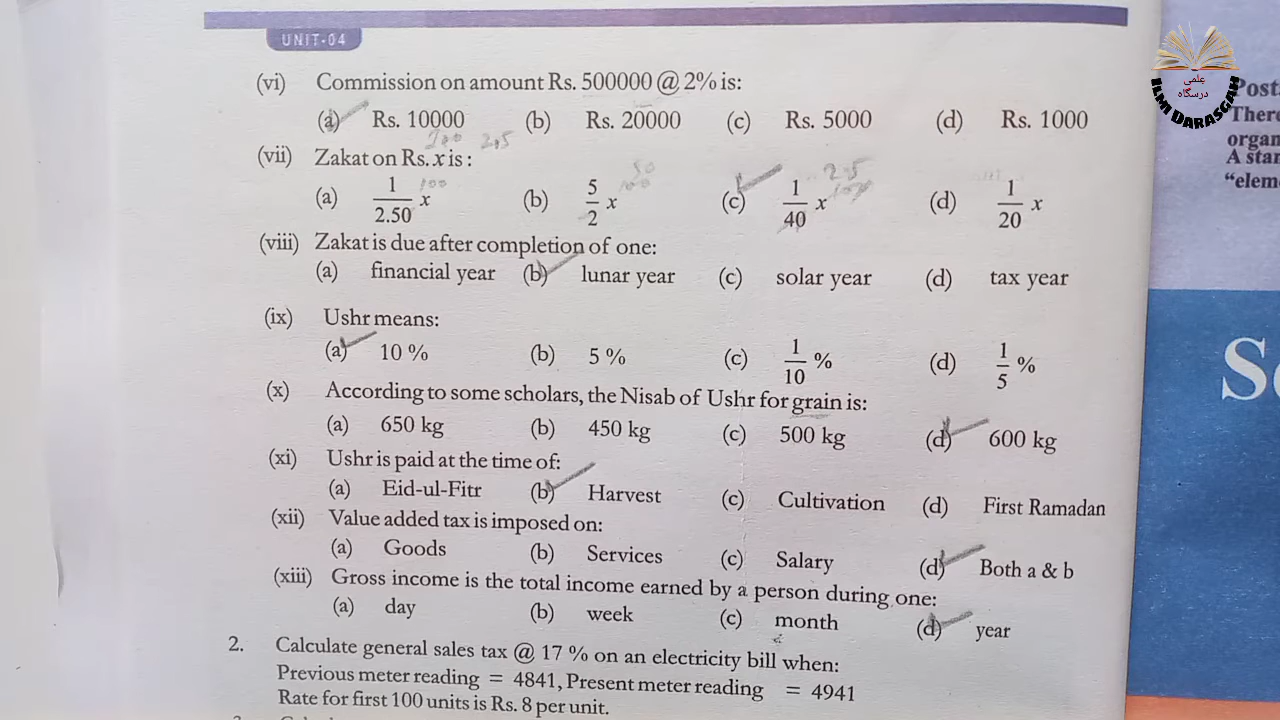 UNIT-04
(vi) Commission on amount Rs. 500000 @ 2% is:
(a) Rs. 10000 (b) Rs. 20000 (c) Rs. 5000 (d) Rs. 1000
(vii) Zakat on Rs. x is :
(a) 1/2.50 x (b) 5/2 x (c) 1/40 x (d) 1/20 x
(viii) Zakat is due after completion of one:
(a) financial year (b) lunar year (c) solar year (d) tax year
(ix) Ushr means:
(a) 10 % (b) 5 % (c) 1/10 % (d) 1/5 %
(x) According to some scholars, the Nisab of Ushr for grain is:
(a) 650 kg (b) 450 kg (c) 500 kg (d) 600 kg
(xi) Ushr is paid at the time of:
(a) Eid-ul-Fitr (b) Harvest (c) Cultivation (d) First Ramadan
(xii) Value added tax is imposed on:
(a) Goods (b) Services (c) Salary (d) Both a & b
(xiii) Gross income is the total income earned by a person during one:
(a) day (b) week (c) month (d) year
2. Calculate general sales tax @ 17 % on an electricity bill when:
Previous meter reading = 4841, Present meter reading = 4941
Rate for first 100 units is Rs. 8 per unit.
علمی
درسگاہ
ILMI DARASGAH
Post
There
organ
A star
"elem